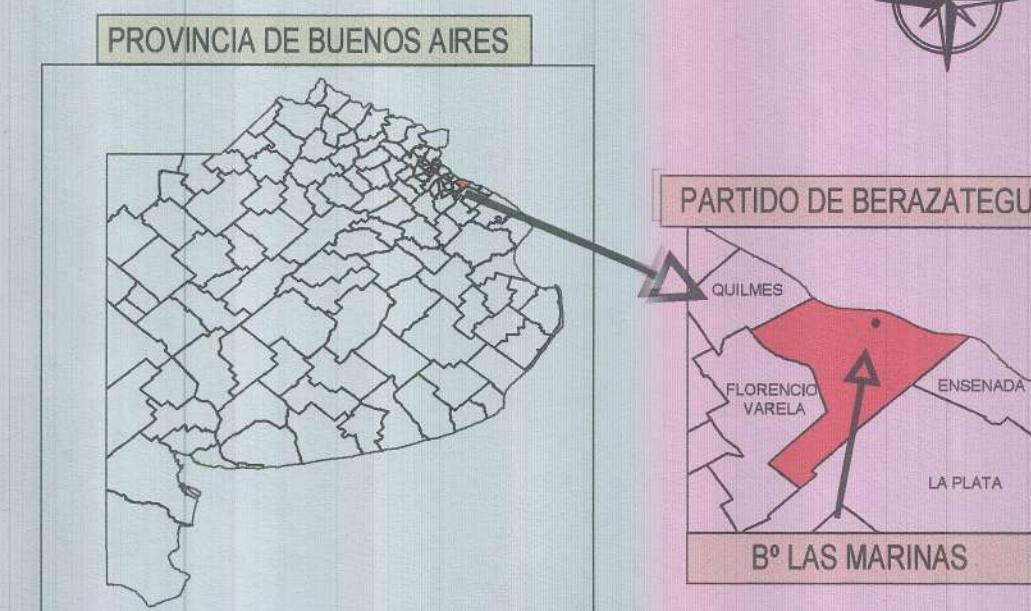 PROVINCIA DE BUENOS AIRES
PARTIDO DE BERAZATEGU
QUILMES
FLORENCIO
VARELA
ENSENADA
LA PLATA
Bº LAS MARINAS